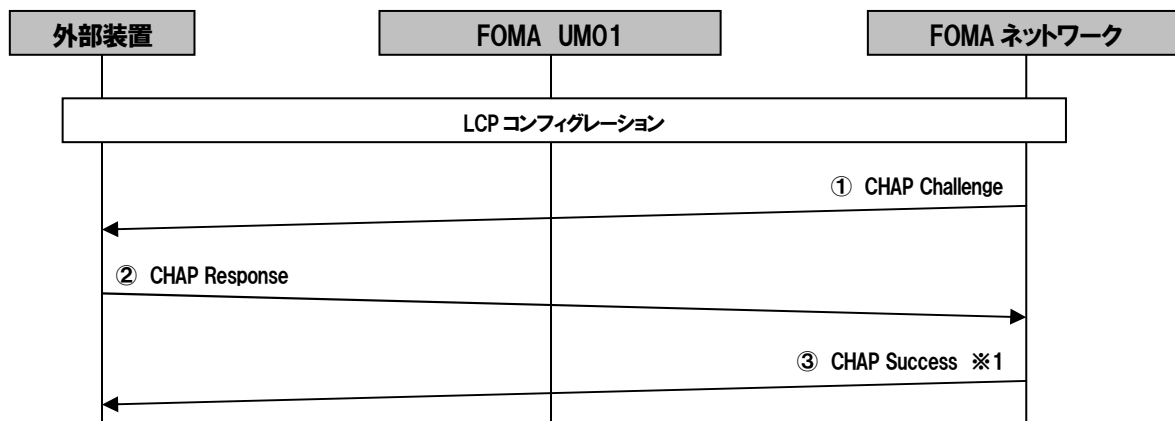 外部装置
FOMA UM01
FOMA ネットワーク
LCP コンフィグレーション
① CHAP Challenge
② CHAP Response
③ CHAP Success ※1